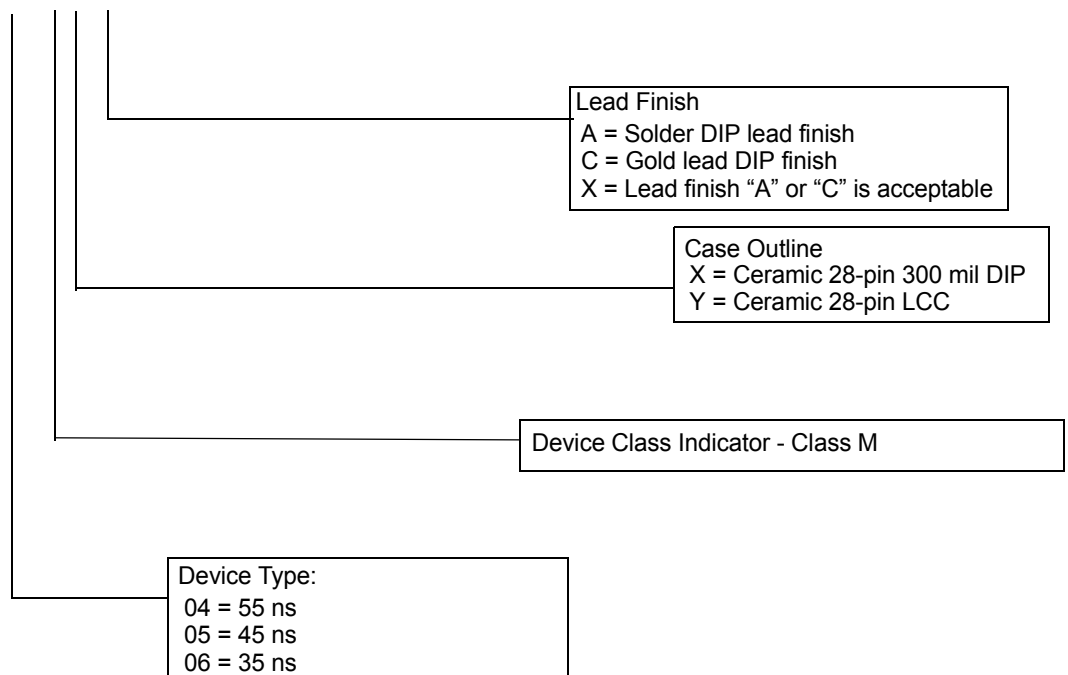 Lead Finish
A = Solder DIP lead finish
C = Gold lead DIP finish
X = Lead finish “A” or “C” is acceptable
Case Outline
X = Ceramic 28-pin 300 mil DIP
Y = Ceramic 28-pin LCC
Device Class Indicator - Class M
Device Type:
04 = 55 ns
05 = 45 ns
06 = 35 ns